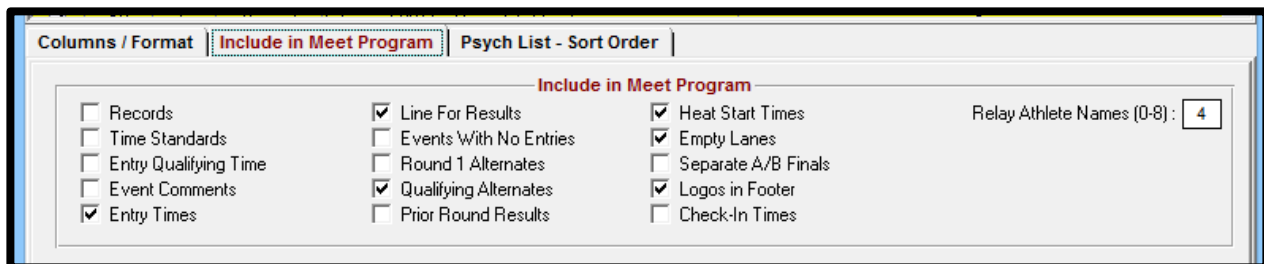 Columns / Format Include in Meet Program Psych List - Sort Order
Include in Meet Program
Records Line For Results Heat Start Times Relay Athlete Names (0-8) : 4
Time Standards Events With No Entries Empty Lanes
Entry Qualifying Time Round 1 Alternates Separate A/B Finals
Event Comments Qualifying Alternates Logos in Footer
Entry Times Prior Round Results Check-In Times